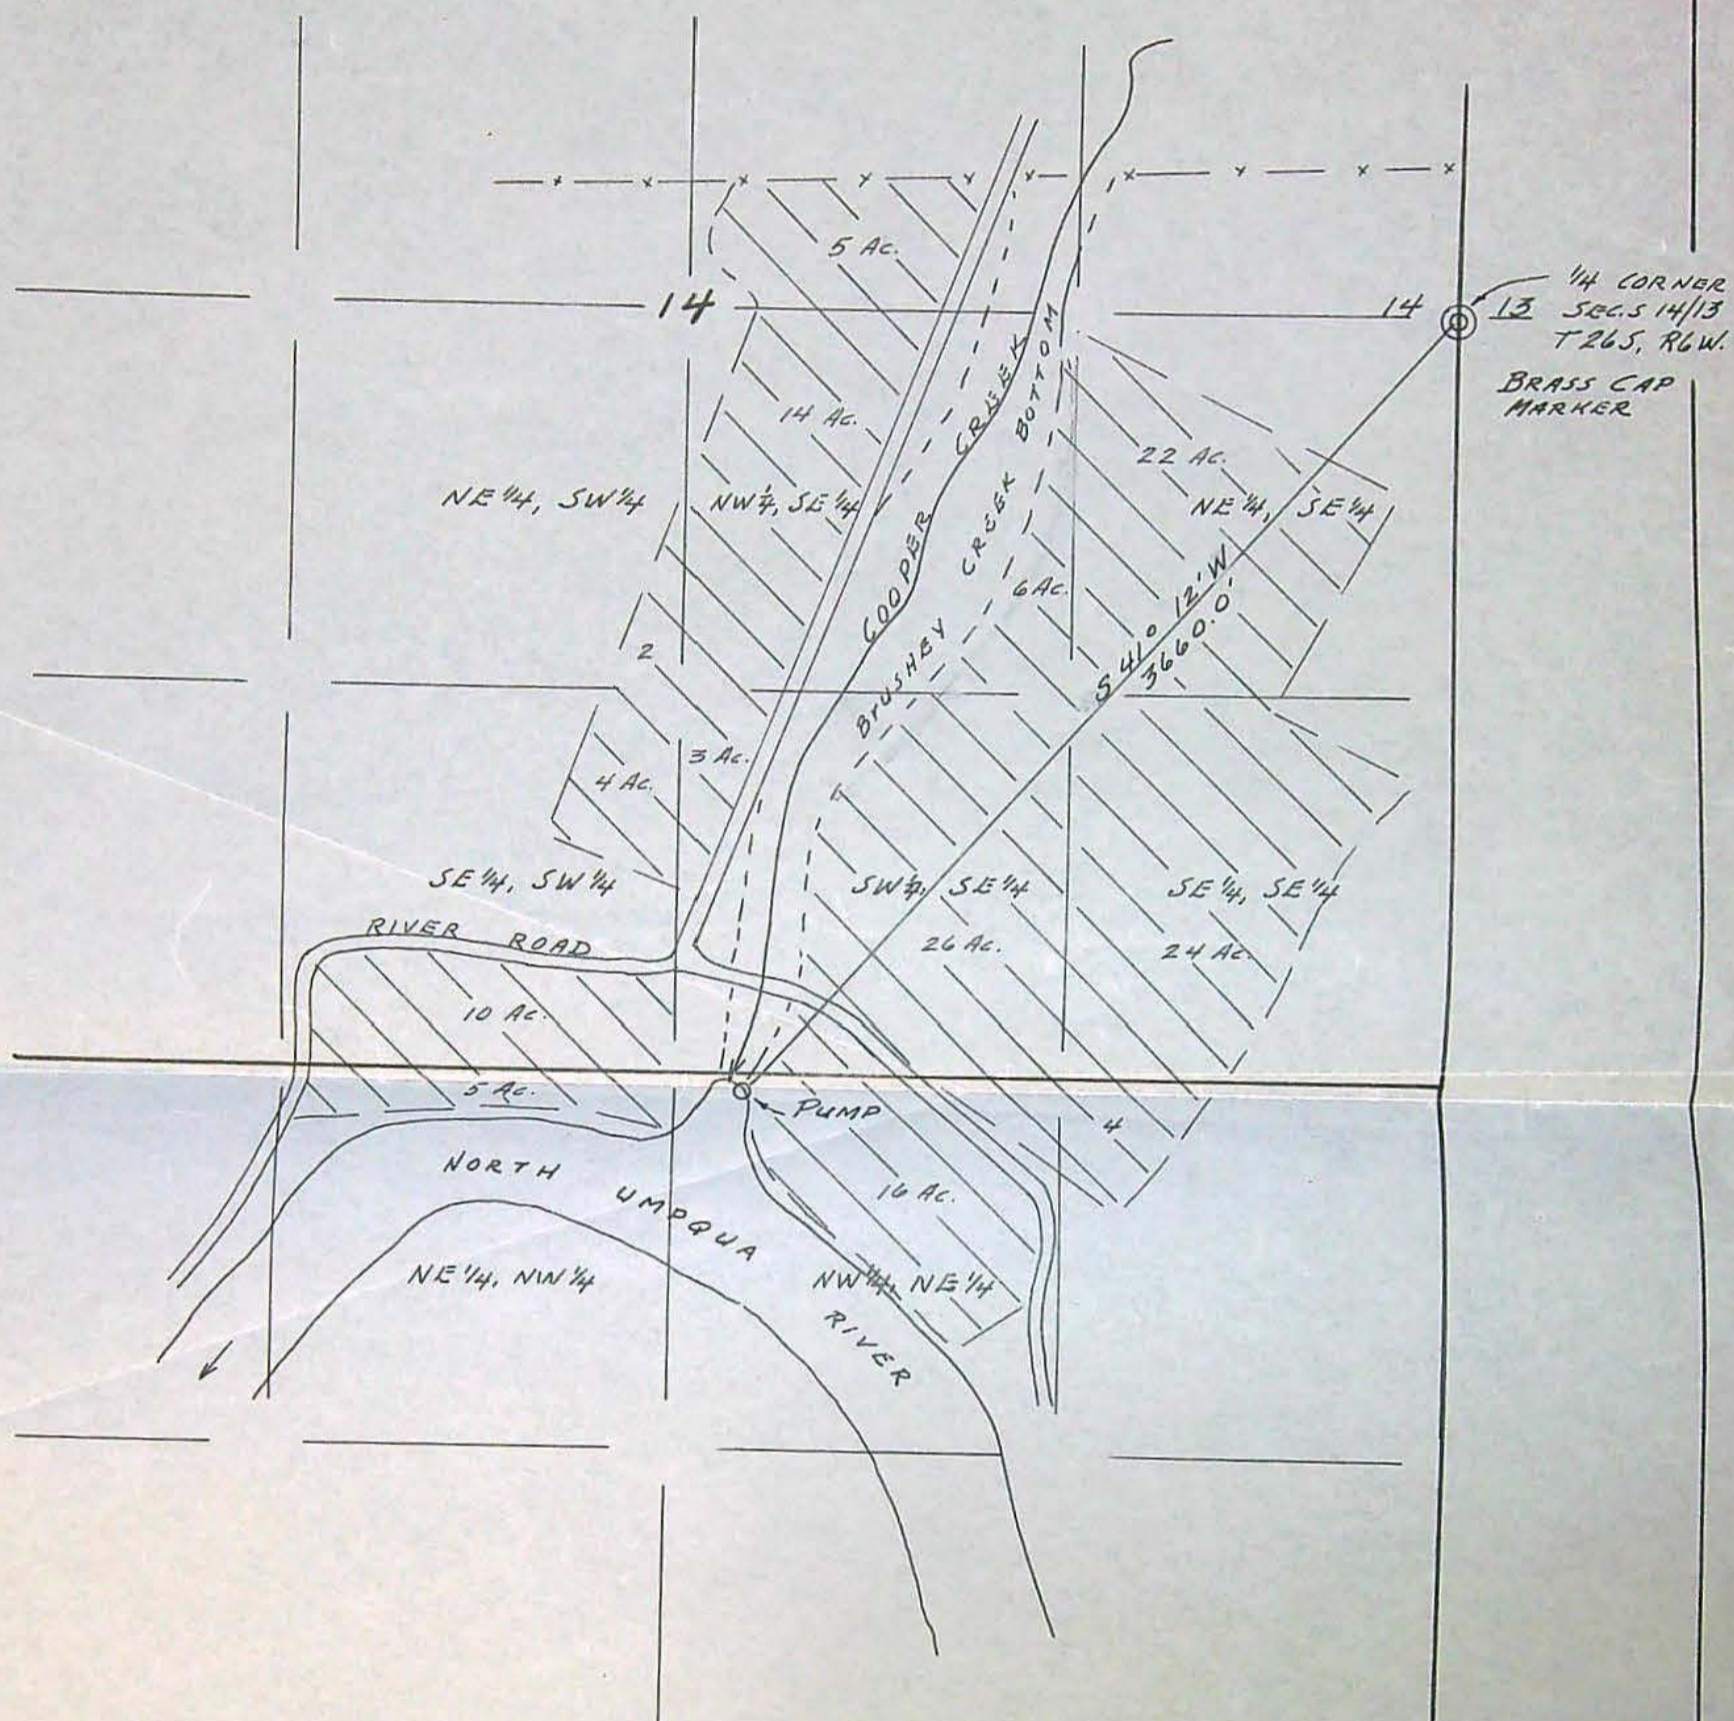 5 Ac.
14
14
13
1/4 CORNER
SEC.S 14/13
T26S, R6W.
BRASS CAP
MARKER
14 Ac.
22 Ac.
NE 1/4, SW 1/4
NW 1/4, SE 1/4
NE 1/4, SE 1/4
COOPER CREEK
BrUSHEY CREEK BOTTOM
6 Ac.
S 41° 12' W
3660.0'
2
3 Ac.
4 Ac.
SE 1/4, SW 1/4
SW 1/4, SE 1/4
SE 1/4, SE 1/4
RIVER ROAD
26 Ac.
24 Ac.
10 Ac.
5 Ac.
PUMP
4
NORTH UMPQUA RIVER
16 Ac.
NE 1/4, NW 1/4
NW 1/4, NE 1/4